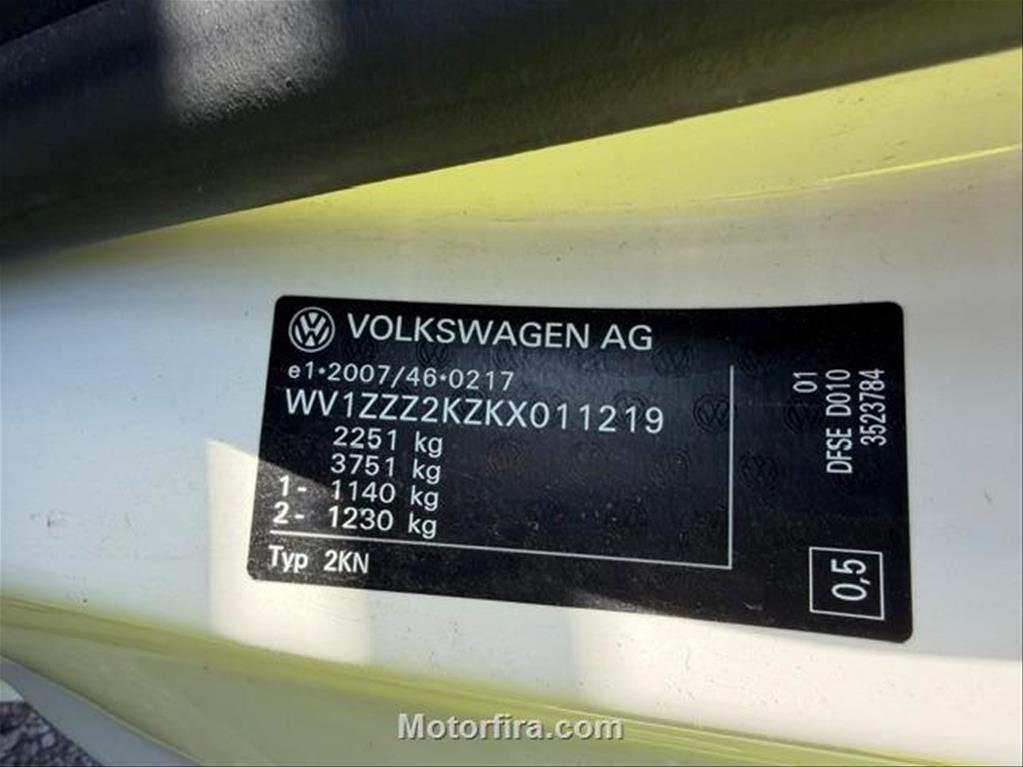 VOLKSWAGEN AG
e1*2007/46*0217
WV1ZZZ2KZKX011219
2251 kg
3751 kg
1- 1140 kg
2- 1230 kg
Typ 2KN
01
DFSE D010
3523784
0,5
Motorfira.com